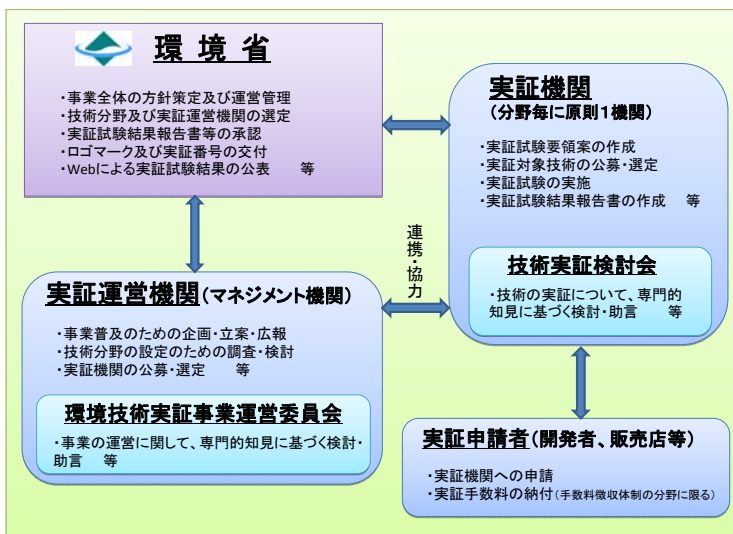 環境省
・事業全体の方針策定及び運営管理
・技術分野及び実証運営機関の選定
・実証試験結果報告書等の承認
・ロゴマーク及び実証番号の交付
・Webによる実証試験結果の公表　等
実証機関
(分野毎に原則1機関)
・実証試験要領案の作成
・実証対象技術の公募・選定
・実証試験の実施
・実証試験結果報告書の作成　等
技術実証検討会
・技術の実証について、専門的
知見に基づく検討・助言　等
連携・協力
実証運営機関(マネジメント機関)
・事業普及のための企画・立案・広報
・技術分野の設定のための調査・検討
・実証機関の公募・選定　等
環境技術実証事業運営委員会
・事業の運営に関して、専門的知見に基づく検討・
助言　等
実証申請者(開発者、販売店等)
・実証機関への申請
・実証手数料の納付(手数料徴収体制の分野に限る)